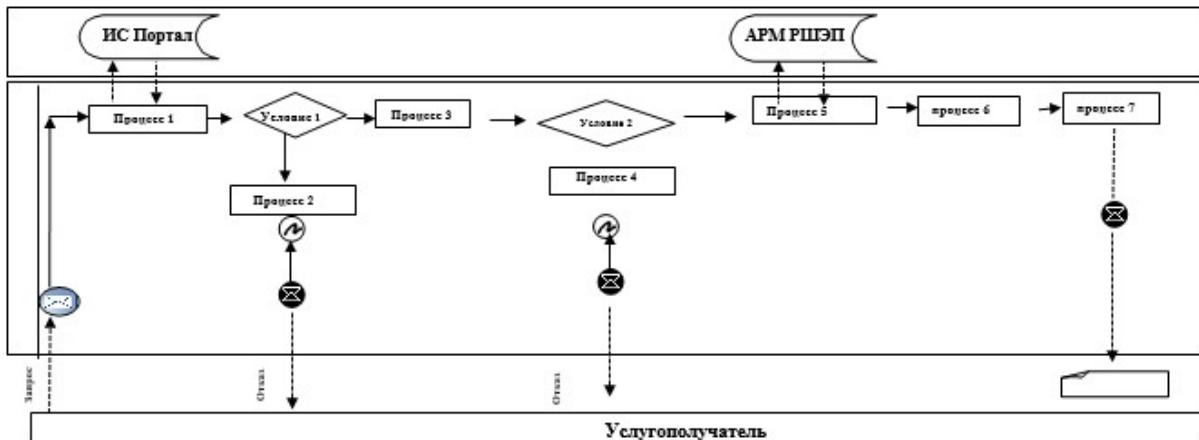 ИС Портал
АРМ РШЭП
Процесс 1
Условие 1
Процесс 3
Условие 2
Процесс 5
процесс 6
процесс 7
Процесс 2
Процесс 4
Запрос
Отказ
Отказ
Услугополучатель